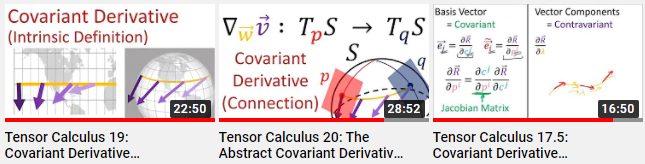 Covariant Derivative
(Intrinsic Definition)
22:50
Tensor Calculus 19:
Covariant Derivative...
∇w⃗ v⃗ : TpS → TqS
Covariant
Derivative
(Connection)
S
p
q
28:52
Tensor Calculus 20: The
Abstract Covariant Derivativ...
Basis Vector
= Covariant
Vector Components
= Contravariant
∂R⃗
∂R⃗
Jacobian Matrix
16:50
Tensor Calculus 17.5:
Covariant Derivative...